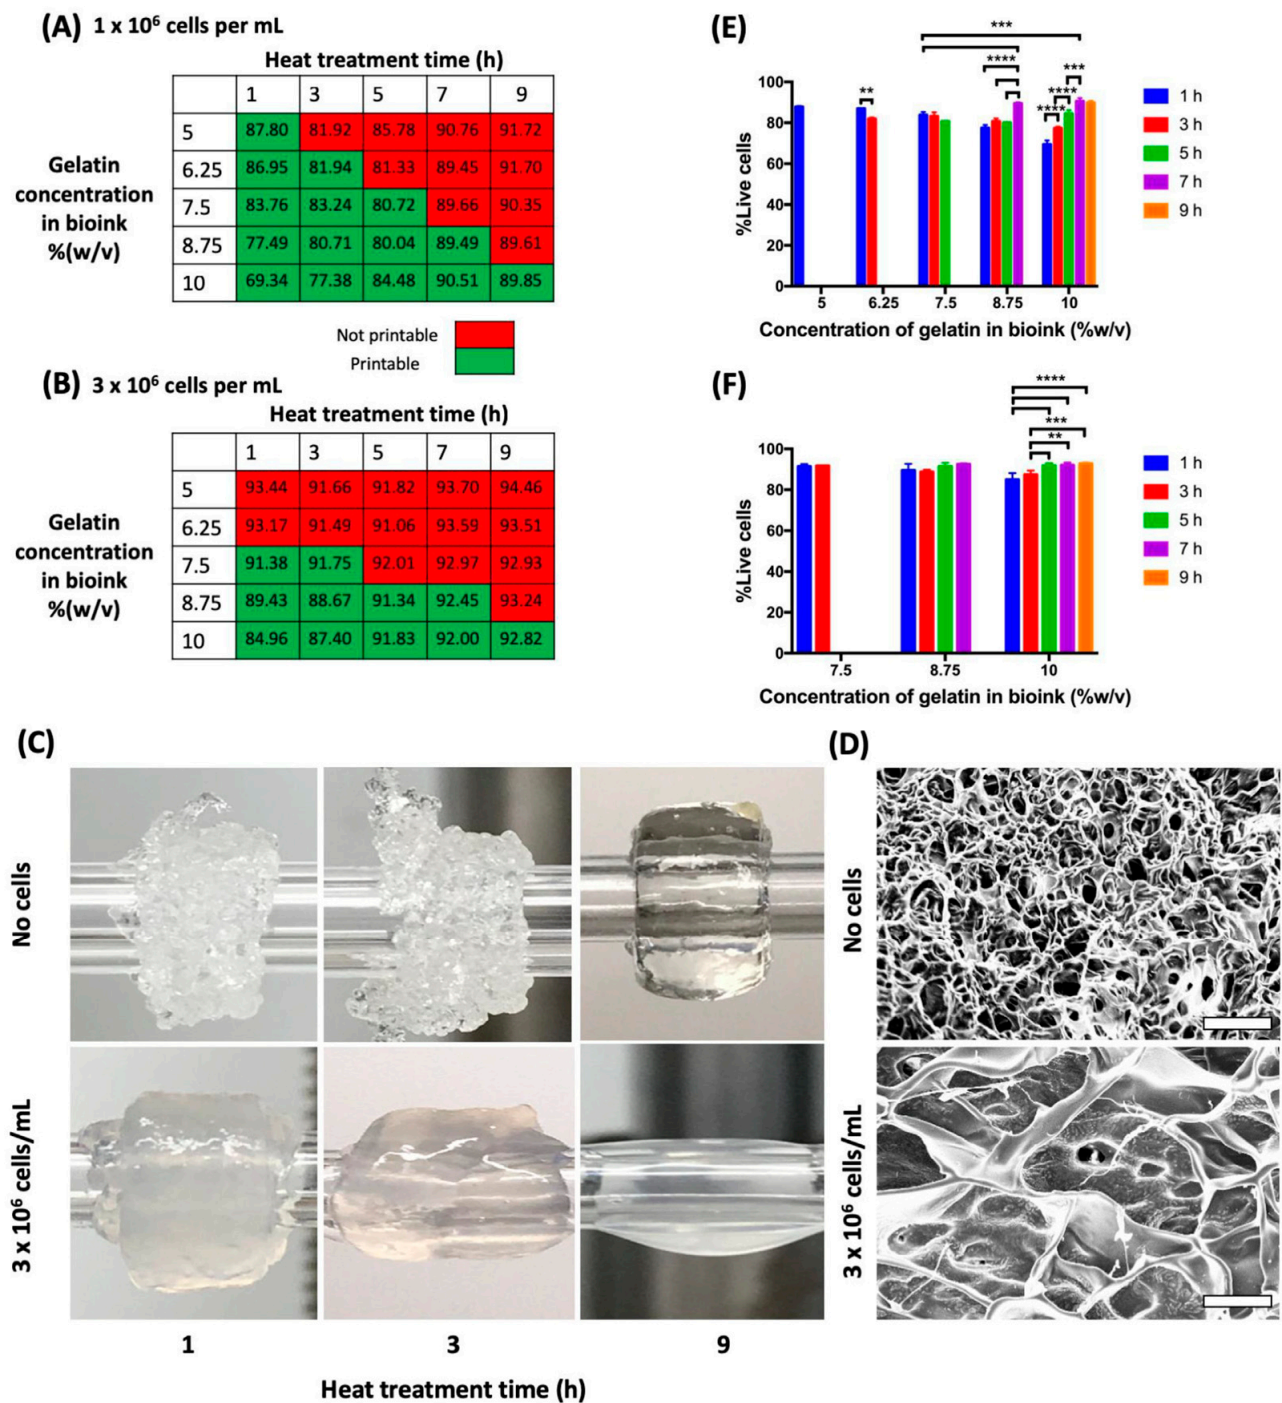 (A) 1 x 10⁶ cells per mL
Heat treatment time (h)
1 3 5 7 9
Gelatin
concentration
in bioink
%(w/v)
5 87.80 81.92 85.78 90.76 91.72
6.25 86.95 81.94 81.33 89.45 91.70
7.5 83.76 83.24 80.72 89.66 90.35
8.75 77.49 80.71 80.04 89.49 89.61
10 69.34 77.38 84.48 90.51 89.85
Not printable
Printable
(B) 3 x 10⁶ cells per mL
Heat treatment time (h)
1 3 5 7 9
Gelatin
concentration
in bioink
%(w/v)
5 93.44 91.66 91.82 93.70 94.46
6.25 93.17 91.49 91.06 93.59 93.51
7.5 91.38 91.75 92.01 92.97 92.93
8.75 89.43 88.67 91.34 92.45 93.24
10 84.96 87.40 91.83 92.00 92.82
(E)
***
****
***
**
****
****
%Live cells
100
80
60
40
20
0
5 6.25 7.5 8.75 10
Concentration of gelatin in bioink (%w/v)
1 h
3 h
5 h
7 h
9 h
(F)
****
***
**
%Live cells
100
80
60
40
20
0
7.5 8.75 10
Concentration of gelatin in bioink (%w/v)
1 h
3 h
5 h
7 h
9 h
(C)
No cells
3 x 10⁶ cells/mL
1 3 9
Heat treatment time (h)
(D)
No cells
3 x 10⁶ cells/mL